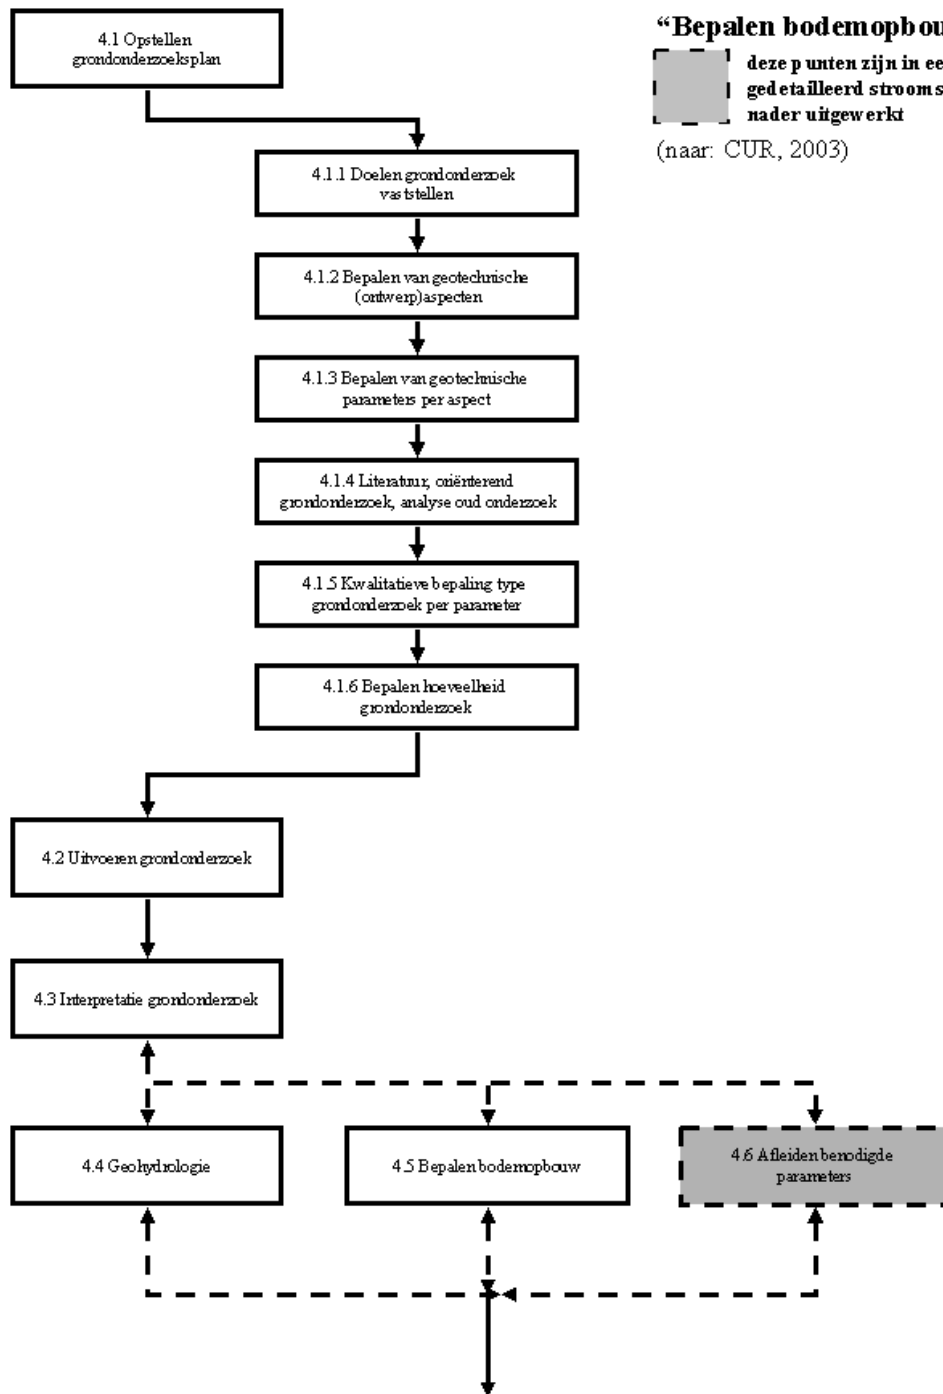 4.1 Opstellen
grondonderzoeksplan
“Bepalen bodemopbou
deze punten zijn in ee
gedetailleerd strooms
nader uitgewerkt
(naar: CUR, 2003)
4.1.1 Doelen grondonderzoek
vaststellen
4.1.2 Bepalen van geotechnische
(ontwerp)aspecten
4.1.3 Bepalen van geotechnische
parameters per aspect
4.1.4 Literatuur, oriënterend
grondonderzoek, analyse oud onderzoek
4.1.5 Kwalitatieve bepaling type
grondonderzoek per parameter
4.1.6 Bepalen hoeveelheid
grondonderzoek
4.2 Uitvoeren grondonderzoek
4.3 Interpretatie grondonderzoek
4.4 Geohydrologie
4.5 Bepalen bodemopbouw
4.6 Afleiden benodigde
parameters